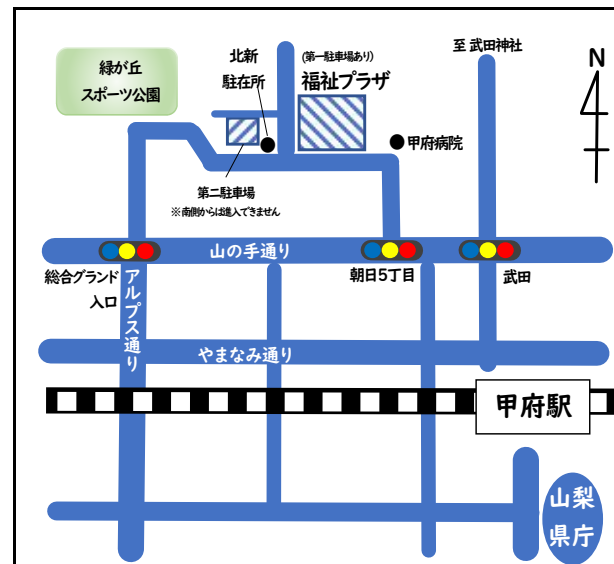 緑が丘
スポーツ公園
北新
駐在所
(第一駐車場あり)
福祉プラザ
至 武田神社
N
甲府病院
第二駐車場
※南側からは進入できません
山の手通り
総合グランド
入口
朝日5丁目
武田
アルプス通り
やまなみ通り
甲府駅
山梨
県庁